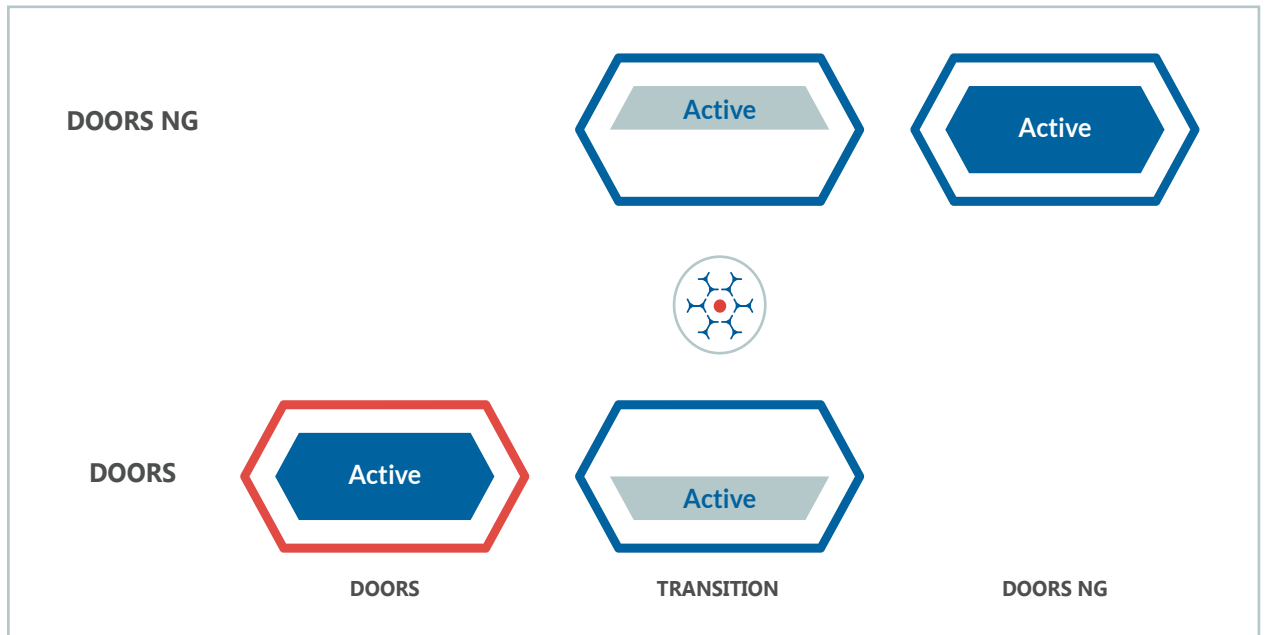 DOORS NG
Active
Active
DOORS
Active
Active
DOORS
TRANSITION
DOORS NG